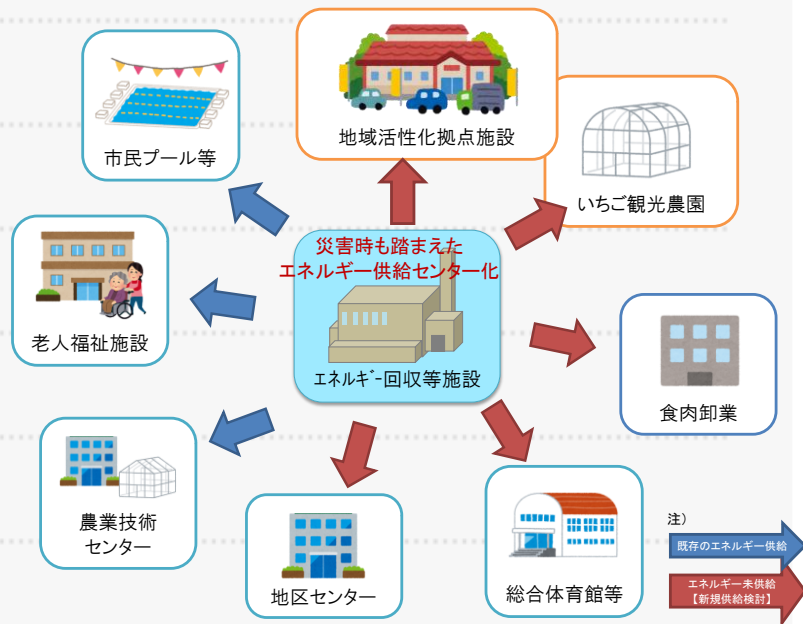 市民プール等
地域活性化拠点施設
いちご観光農園
災害時も踏まえた
エネルギー供給センター化
エネルギー回収等施設
老人福祉施設
食肉卸業
農業技術
センター
地区センター
総合体育館等
注）
既存のエネルギー供給
エネルギー未供給
【新規供給検討】